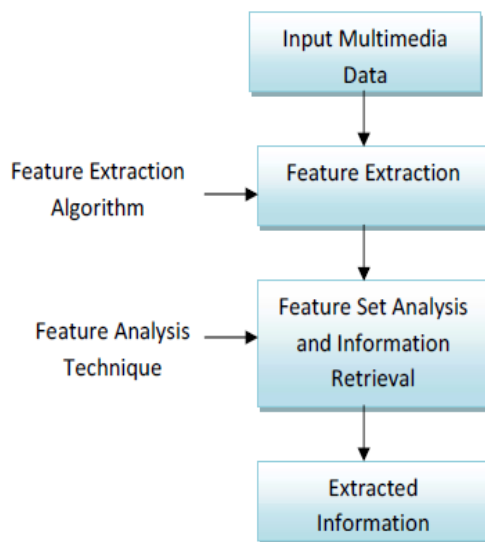 Input Multimedia
Data
Feature Extraction
Algorithm
Feature Extraction
Feature Analysis
Technique
Feature Set Analysis
and Information
Retrieval
Extracted
Information